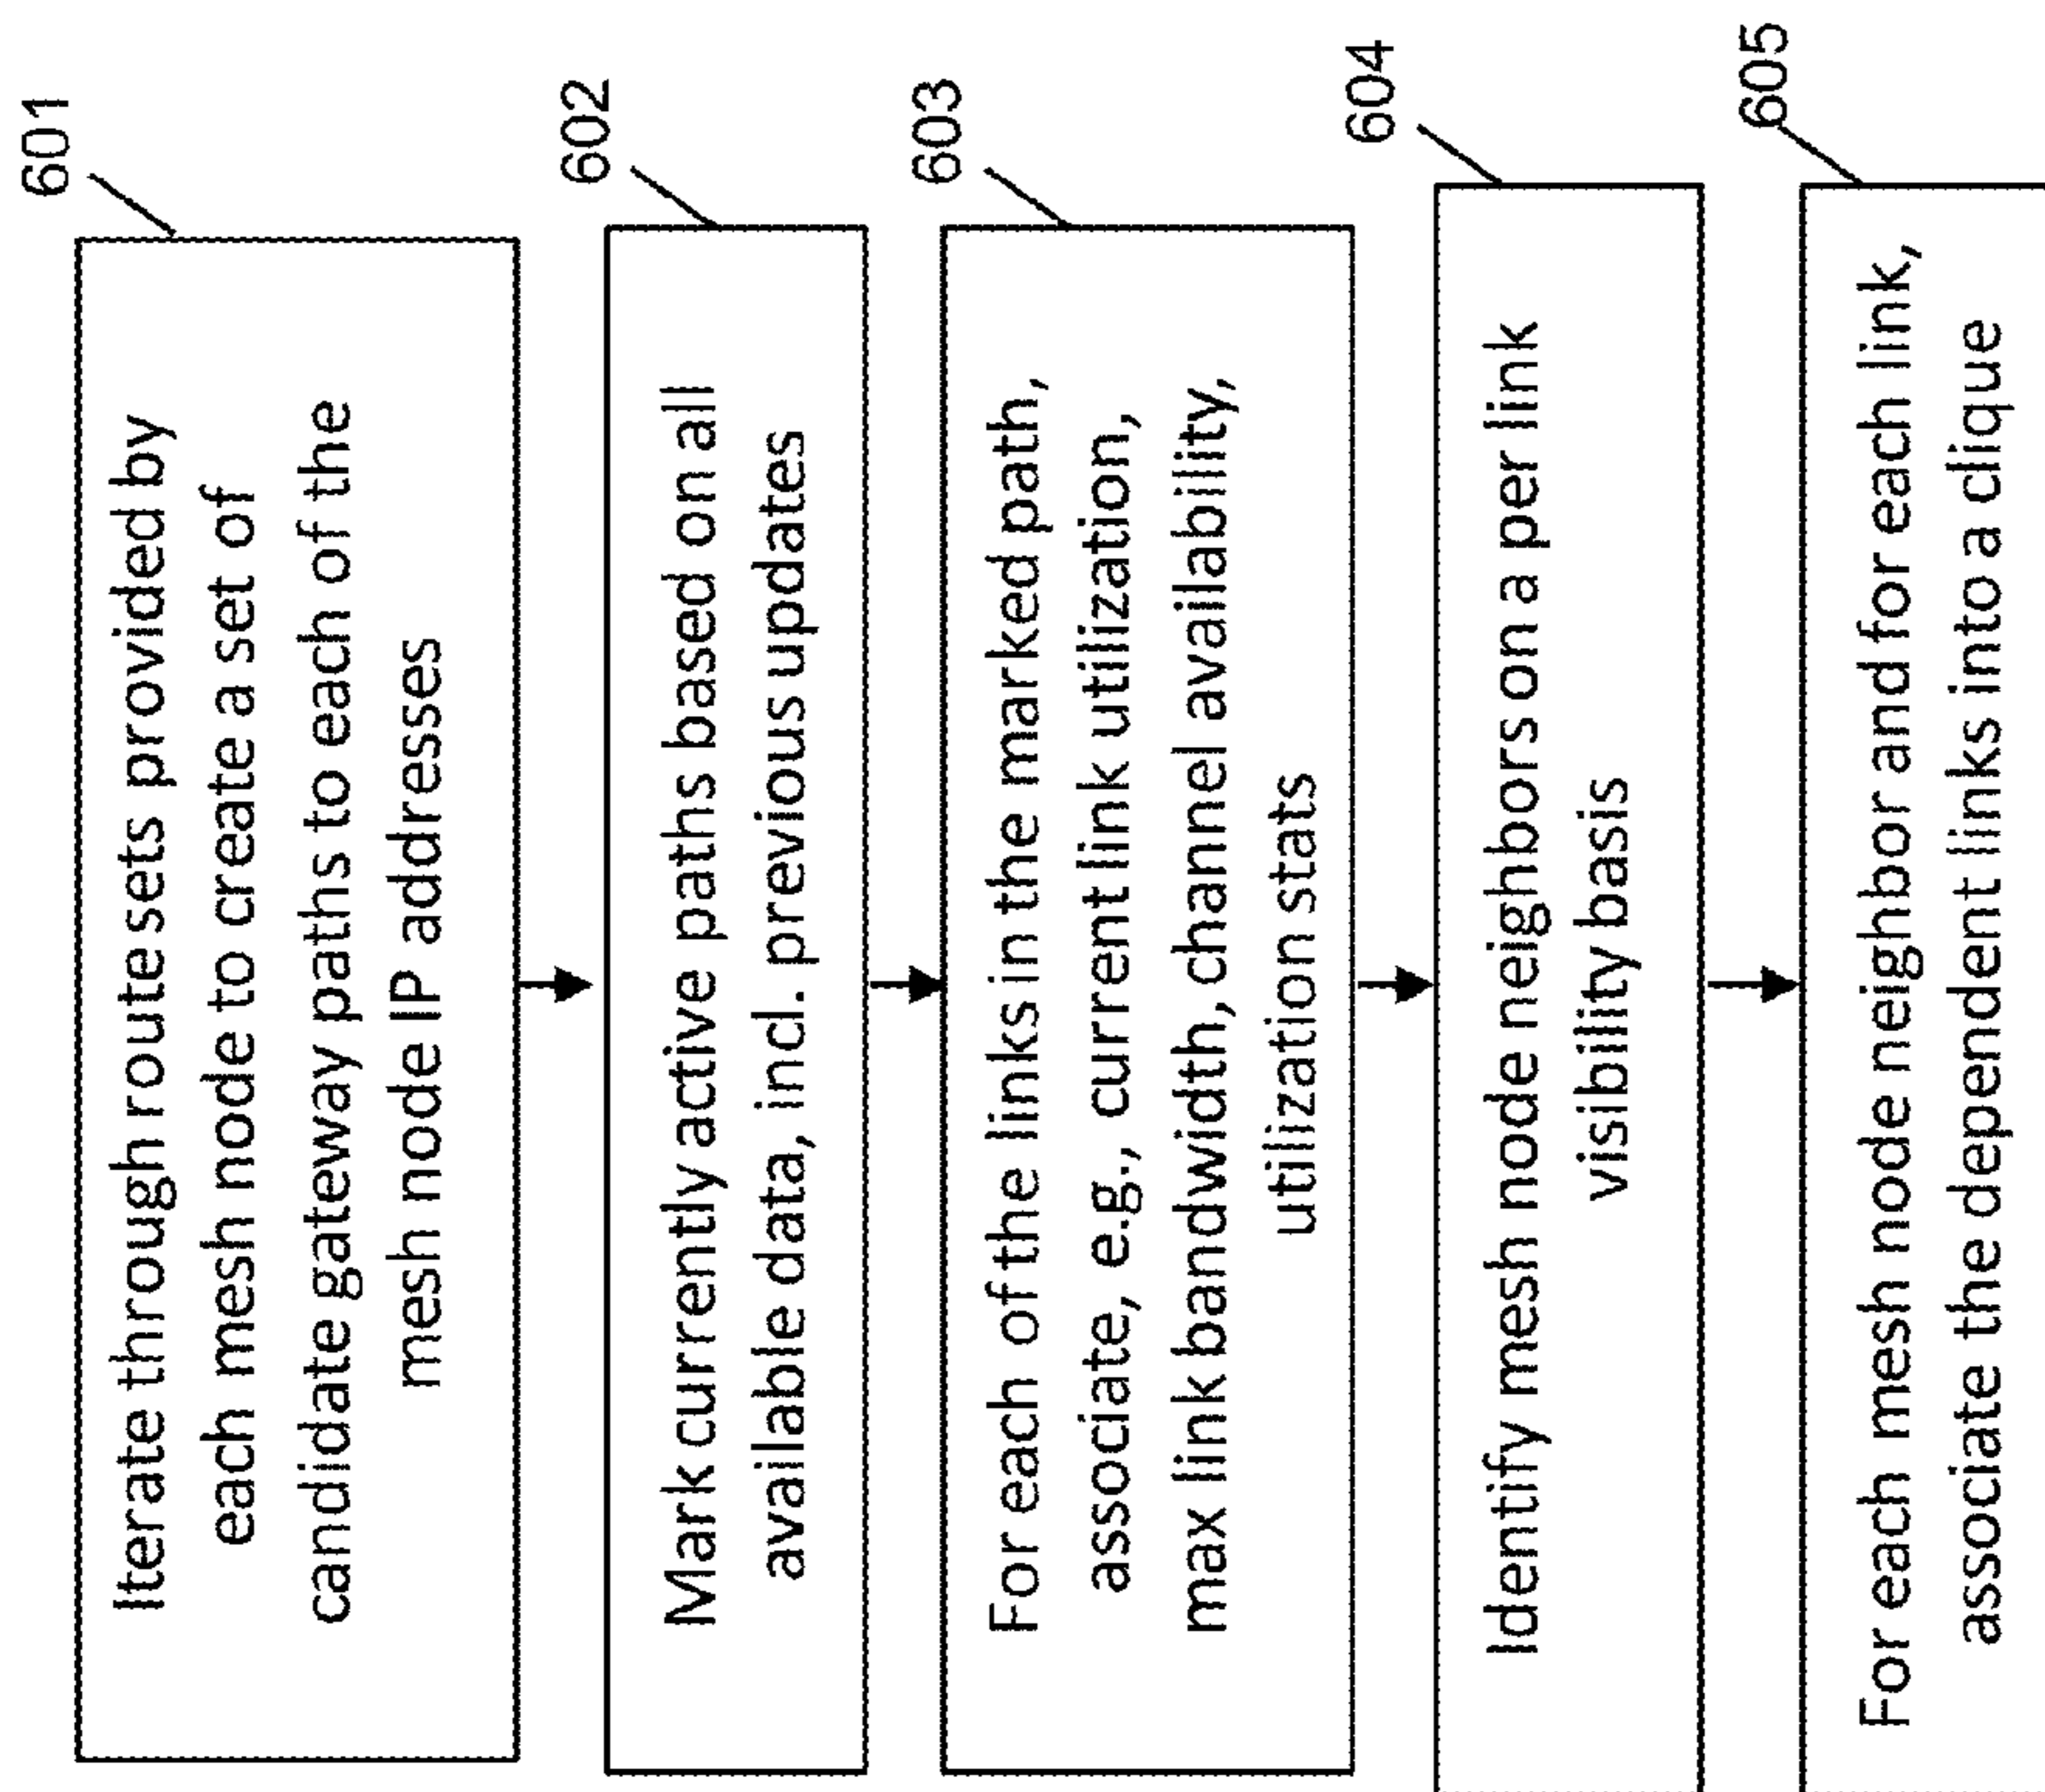 601
Iterate through route sets provided by
each mesh node to create a set of
candidate gateway paths to each of the
mesh node IP addresses
602
Mark currently active paths based on all
available data, incl. previous updates
603
For each of the links in the marked path,
associate, e.g., current link utilization,
max link bandwidth, channel availability,
utilization stats
604
Identify mesh node neighbors on a per link
visibility basis
605
For each mesh node neighbor and for each link,
associate the dependent links into a clique